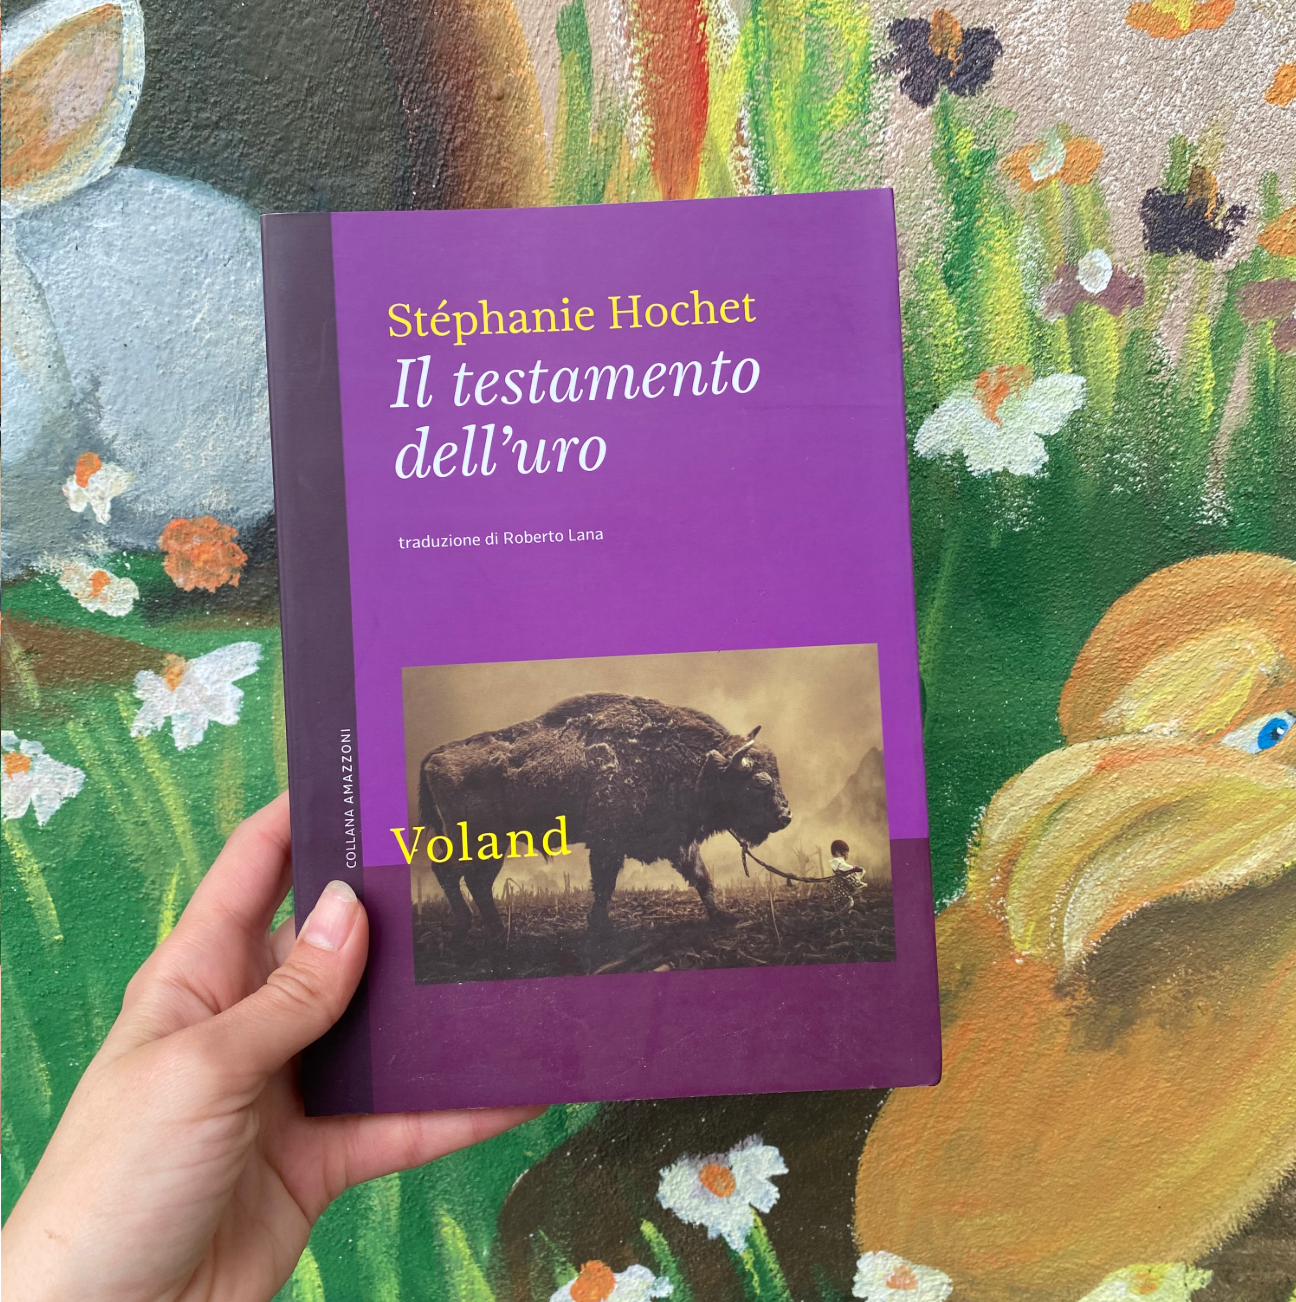 Stéphanie Hochet
Il testamento
dell’uro
traduzione di Roberto Lana
COLLANA AMAZZONI
Voland